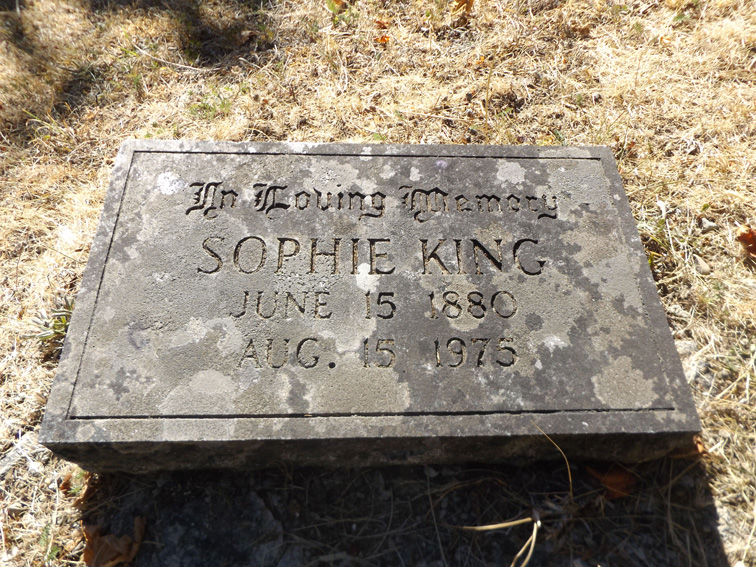 In Loving Memory
SOPHIE KING
JUNE 15 1880
AUG. 15 1975